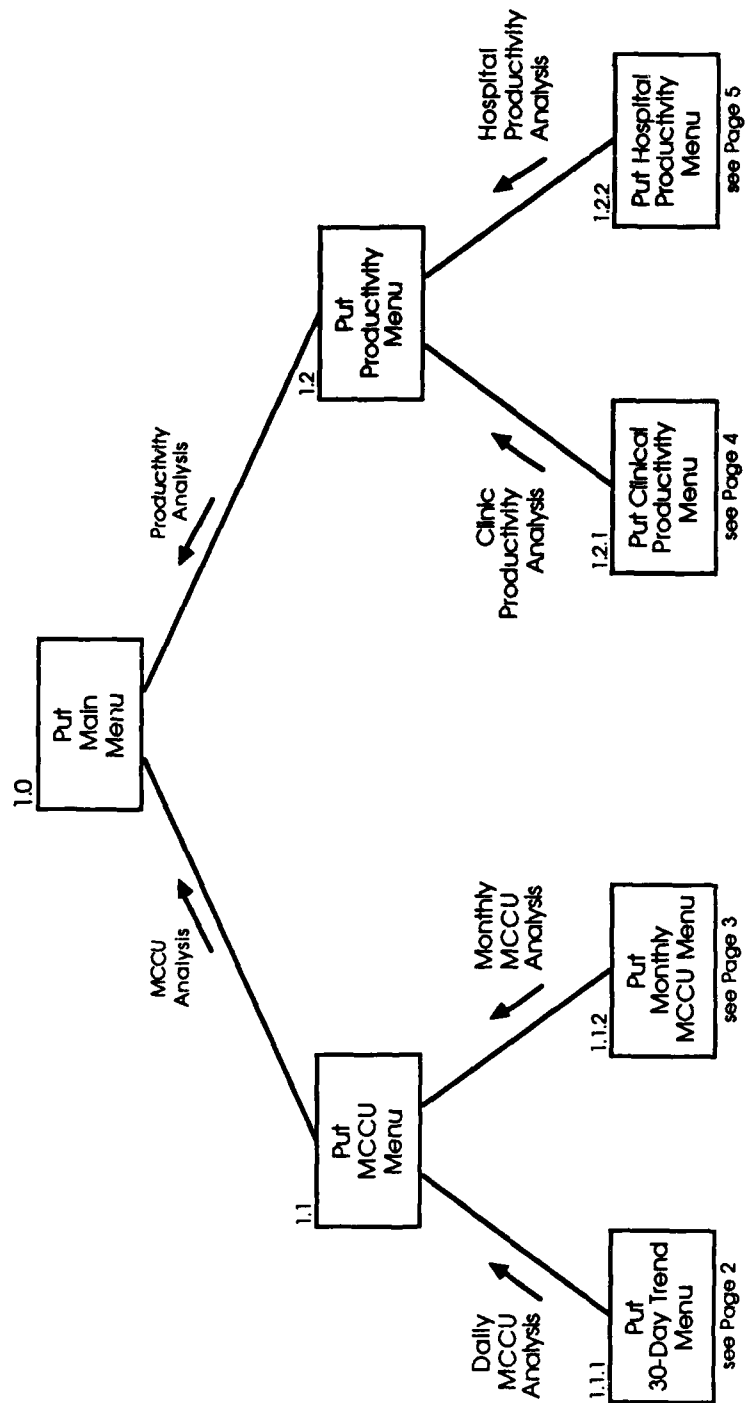 1.0
Put
Main
Menu
MCCU
Analysis
Productivity
Analysis
1.1
Put
MCCU
Menu
1.2
Put
Productivity
Menu
Daily
MCCU
Analysis
Monthly
MCCU
Analysis
Clinic
Productivity
Analysis
Hospital
Productivity
Analysis
1.1.1
Put
30-Day Trend
Menu
see Page 2
1.1.2
Put
Monthly
MCCU Menu
see Page 3
1.2.1
Put Clinical
Productivity
Menu
see Page 4
1.2.2
Put Hospital
Productivity
Menu
see Page 5